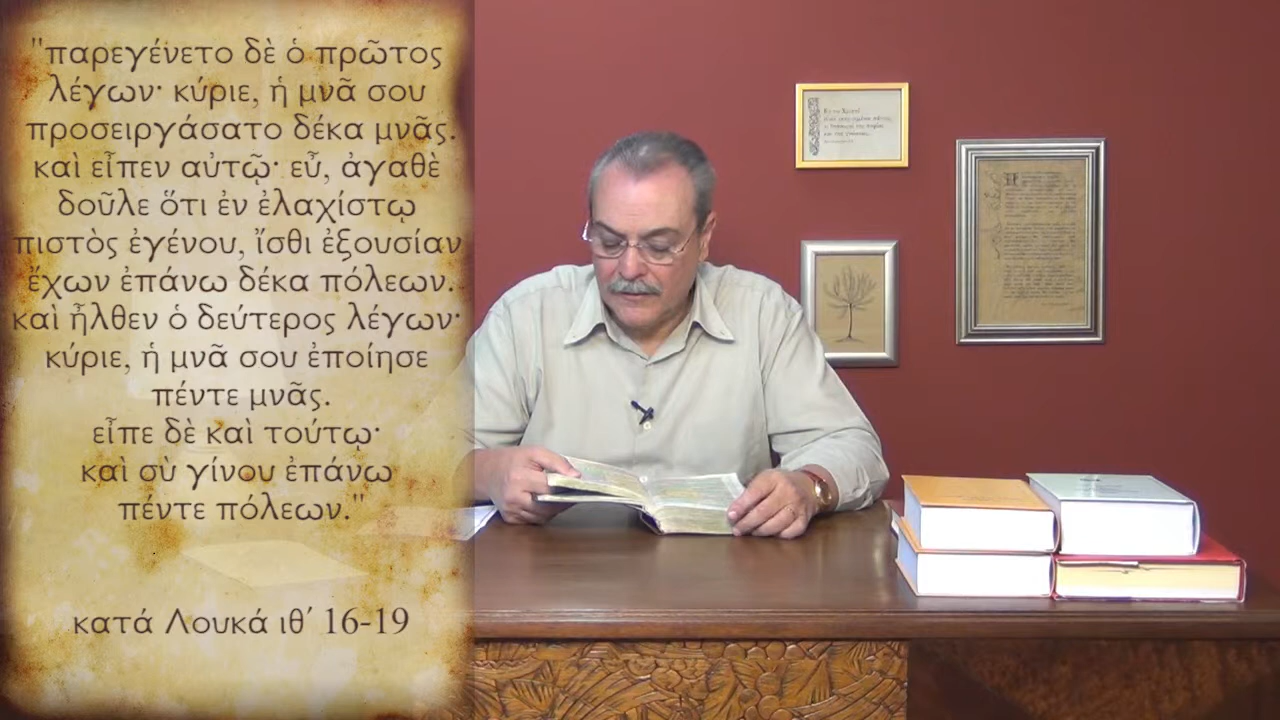 "παρεγένετο δὲ ὁ πρῶτος
λέγων· κύριε, ἡ μνᾶ σου
προσειργάσατο δέκα μνᾶς.
καὶ εἶπεν αὐτῷ· εὖ, ἀγαθὲ
δοῦλε ὅτι ἐν ἐλαχίστῳ
πιστὸς ἐγένου, ἴσθι ἐξουσίαν
ἔχων ἐπάνω δέκα πόλεων.
καὶ ἦλθεν ὁ δεύτερος λέγων·
κύριε, ἡ μνᾶ σου ἐποίησε
πέντε μνᾶς.
εἶπε δὲ καὶ τούτῳ·
καὶ σὺ γίνου ἐπάνω
πέντε πόλεων."
κατά Λουκά ιθ΄ 16-19